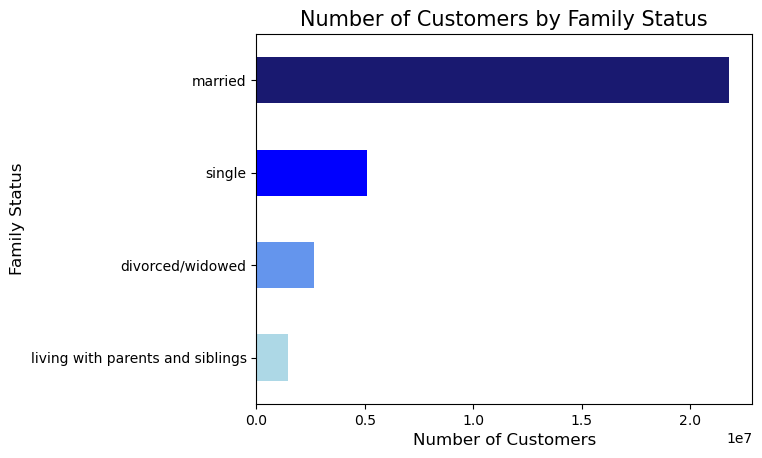 Number of Customers by Family Status
married
single
divorced/widowed
living with parents and siblings
Family Status
0.0 0.5 1.0 1.5 2.0
1e7
Number of Customers